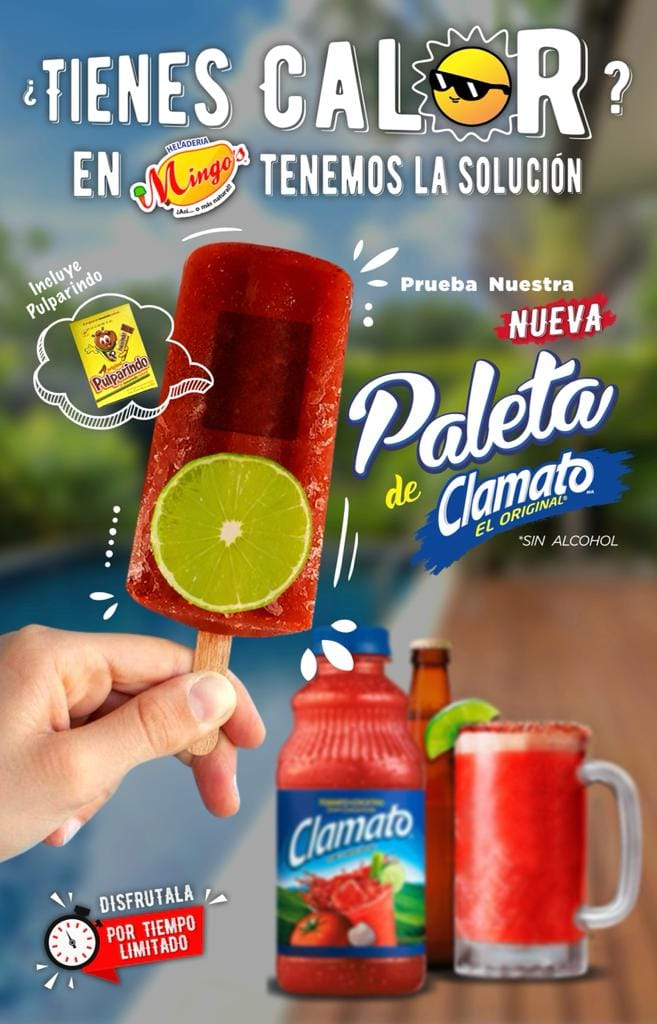 ¿TIENES CALOR?
EN HELADERIA Mingo's ¡Así... o más natural! TENEMOS LA SOLUCIÓN
Incluye
Pulparindo
Pulparindo
Prueba Nuestra
NUEVA
Paleta
de Clamato
EL ORIGINAL
*SIN ALCOHOL
Clamato
DISFRUTALA
POR TIEMPO
LIMITADO